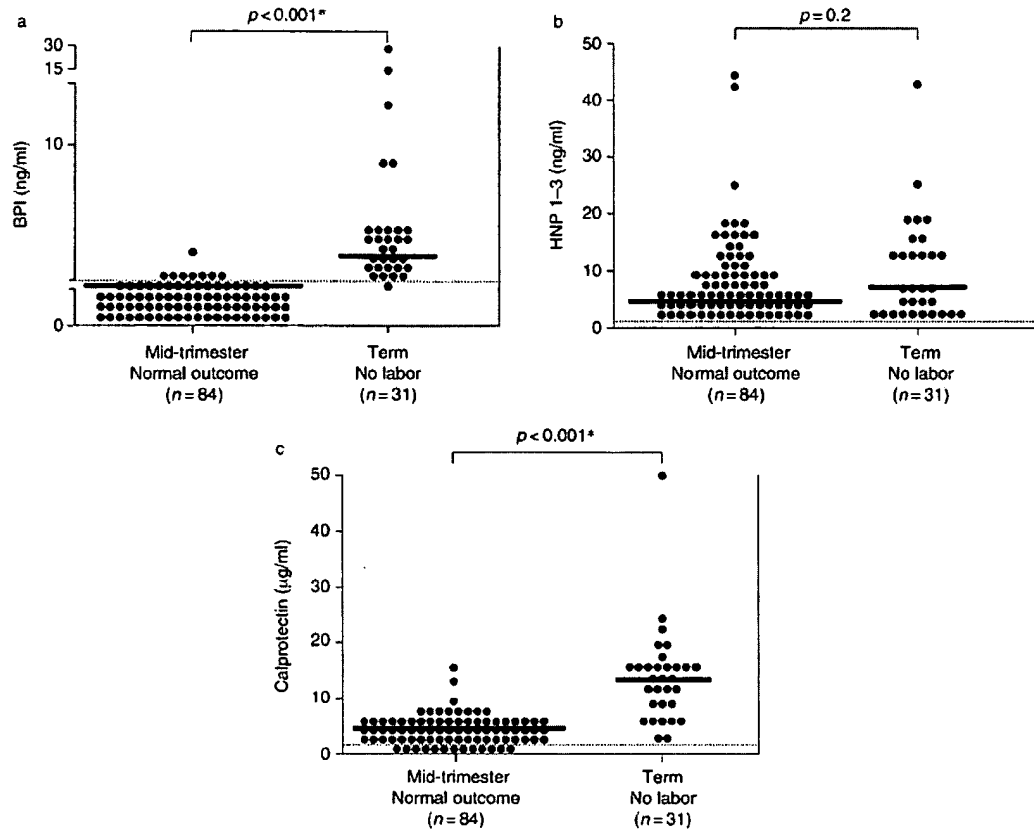 a
p < 0.001*
30
15
10
0
BPI (ng/ml)
Mid-trimester
Normal outcome
(n = 84)
Term
No labor
(n = 31)
b
p = 0.2
50
40
30
20
10
0
HNP 1–3 (ng/ml)
Mid-trimester
Normal outcome
(n = 84)
Term
No labor
(n = 31)
c
p < 0.001*
50
40
30
20
10
0
Calprotectin (µg/ml)
Mid-trimester
Normal outcome
(n = 84)
Term
No labor
(n = 31)